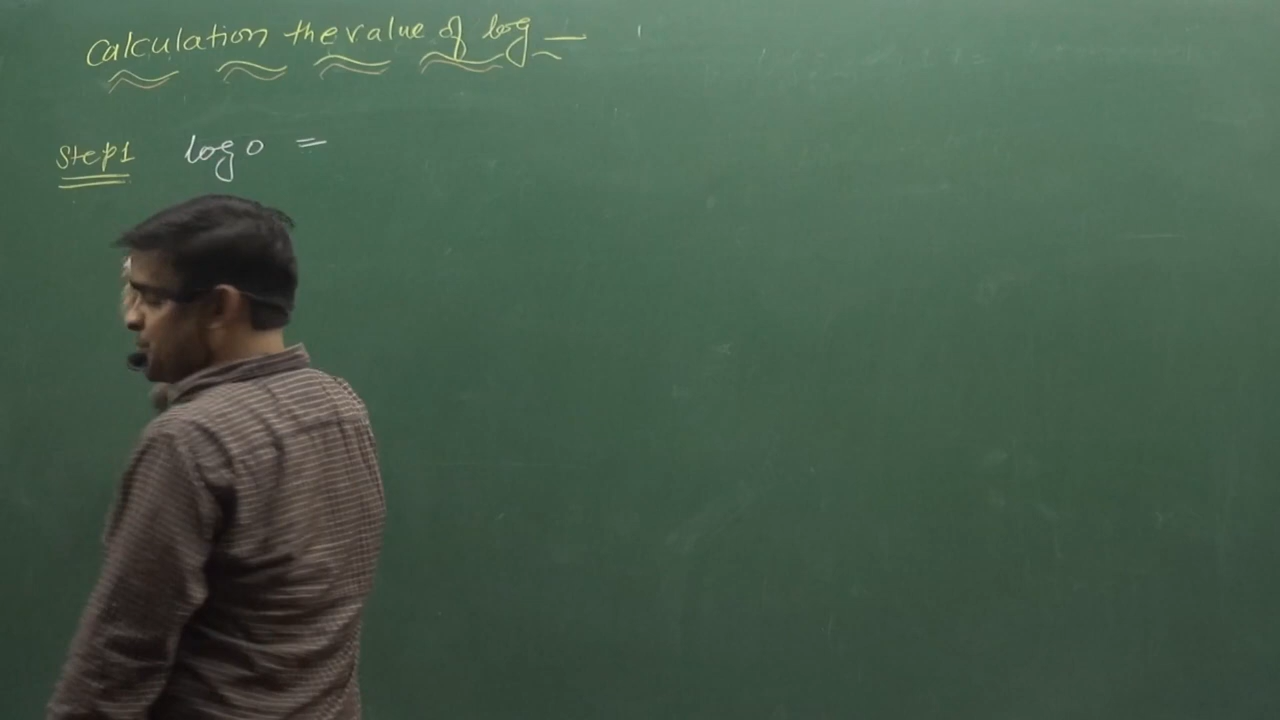 Calculation the value of log _
Step1 log 0 =